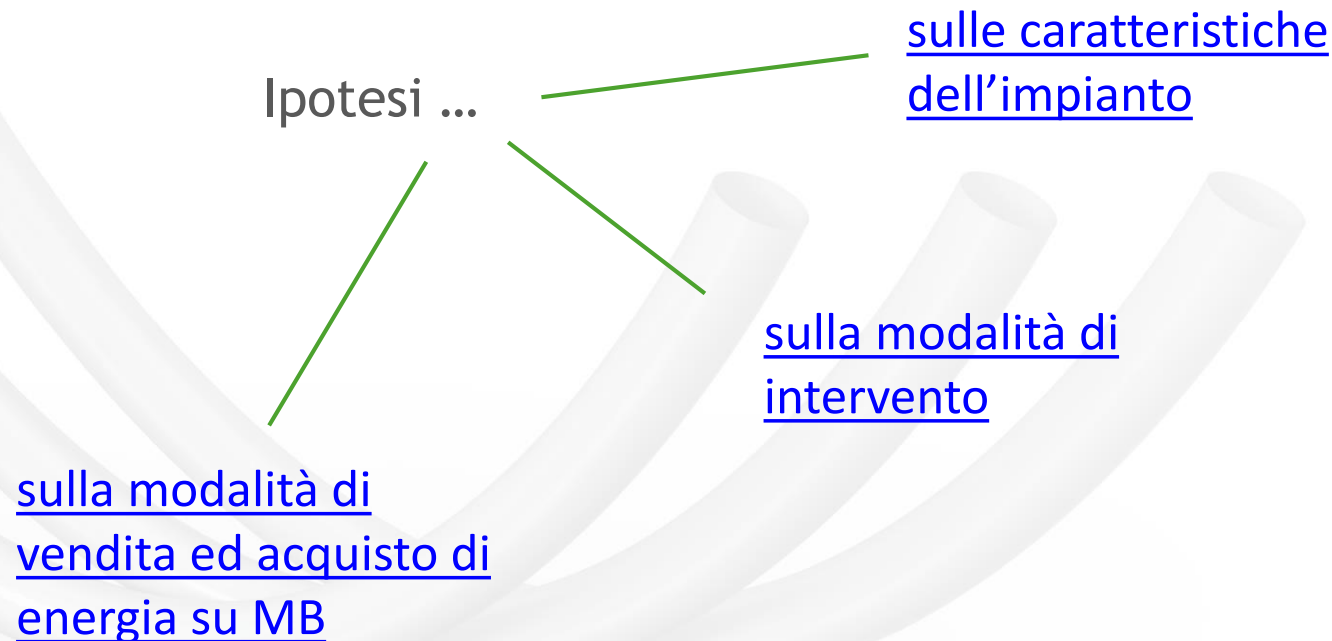 Ipotesi …
sulle caratteristiche
dell’impianto
sulla modalità di
intervento
sulla modalità di
vendita ed acquisto di
energia su MB